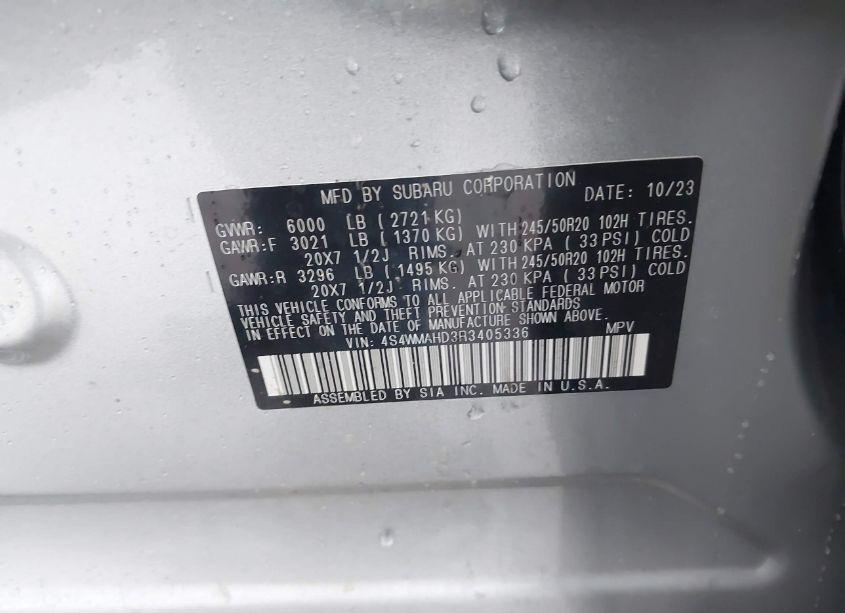 MFD BY SUBARU CORPORATION DATE: 10/23
GVWR: 6000 LB ( 2721 KG)
GAWR:F 3021 LB ( 1370 KG) WITH 245/50R20 102H TIRES.
20X7 1/2J RIMS. AT 230 KPA ( 33 PSI) COLD
GAWR:R 3296 LB ( 1495 KG) WITH 245/50R20 102H TIRES.
20X7 1/2J RIMS. AT 230 KPA ( 33 PSI) COLD
THIS VEHICLE CONFORMS TO ALL APPLICABLE FEDERAL MOTOR
VEHICLE SAFETY AND THEFT PREVENTION STANDARDS
IN EFFECT ON THE DATE OF MANUFACTURE SHOWN ABOVE.
VIN: 4S4WMAHD3R3405336 MPV
ASSEMBLED BY SIA INC. MADE IN U.S.A.